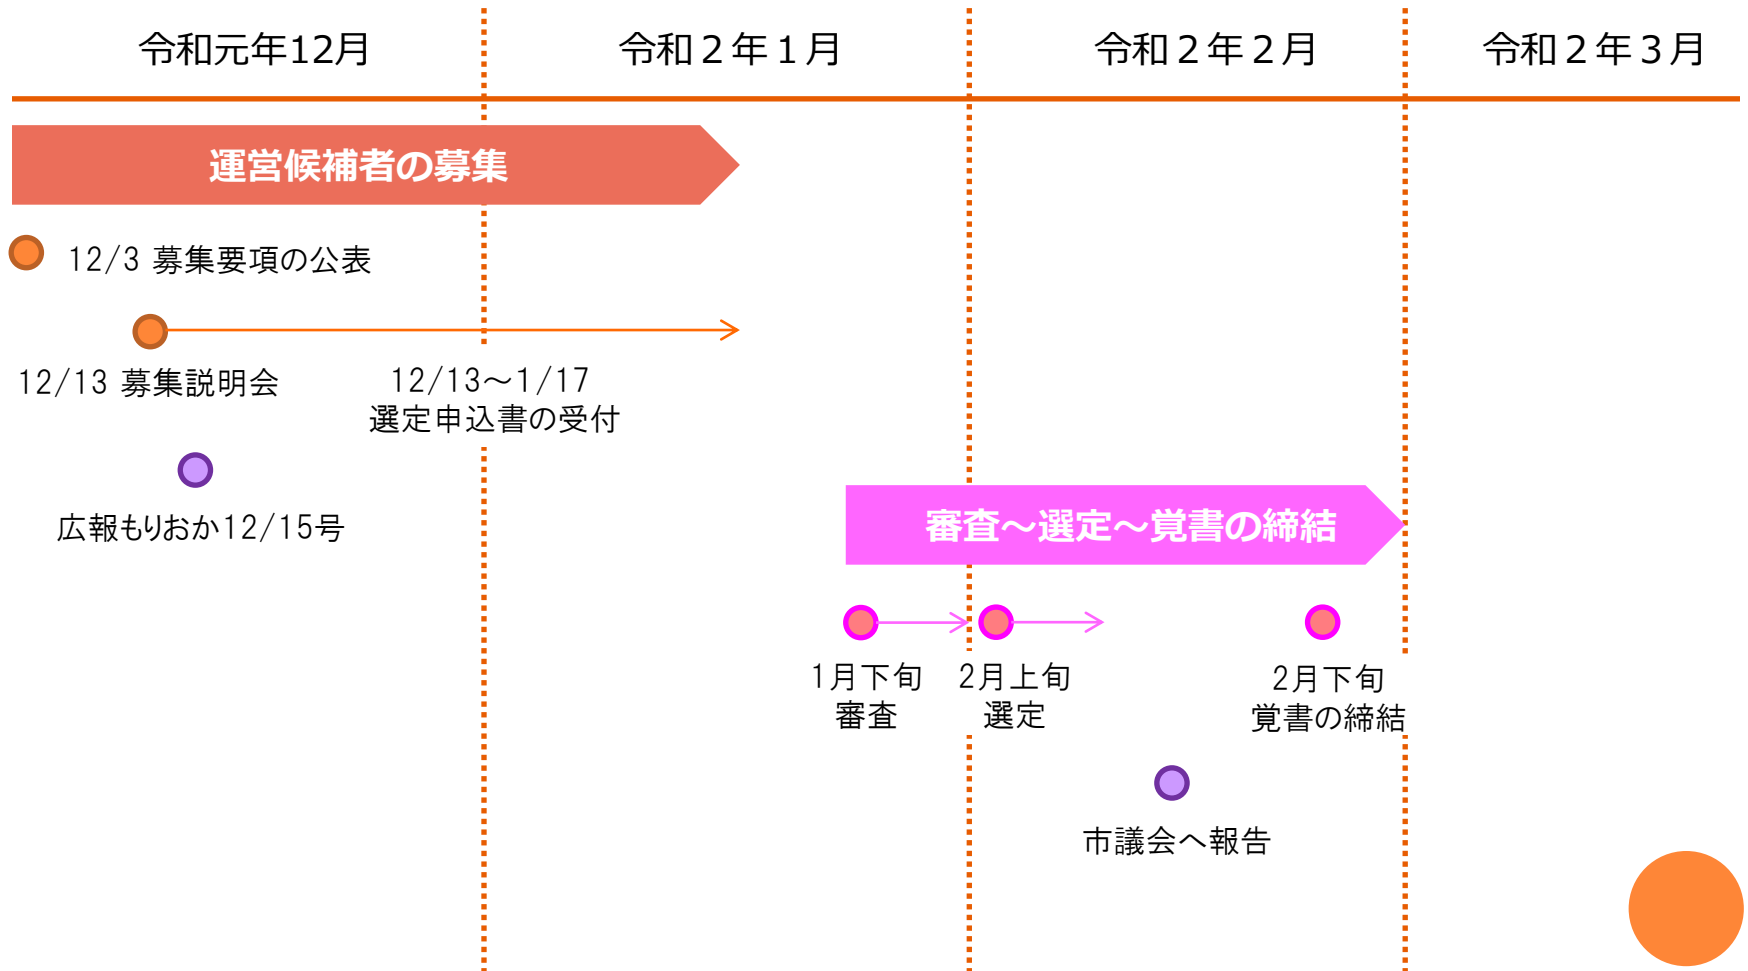 令和元年12月
令和２年１月
令和２年２月
令和２年３月
運営候補者の募集
12/3 募集要項の公表
12/13 募集説明会
12/13～1/17
選定申込書の受付
広報もりおか12/15号
審査～選定～覚書の締結
1月下旬
審査
2月上旬
選定
2月下旬
覚書の締結
市議会へ報告